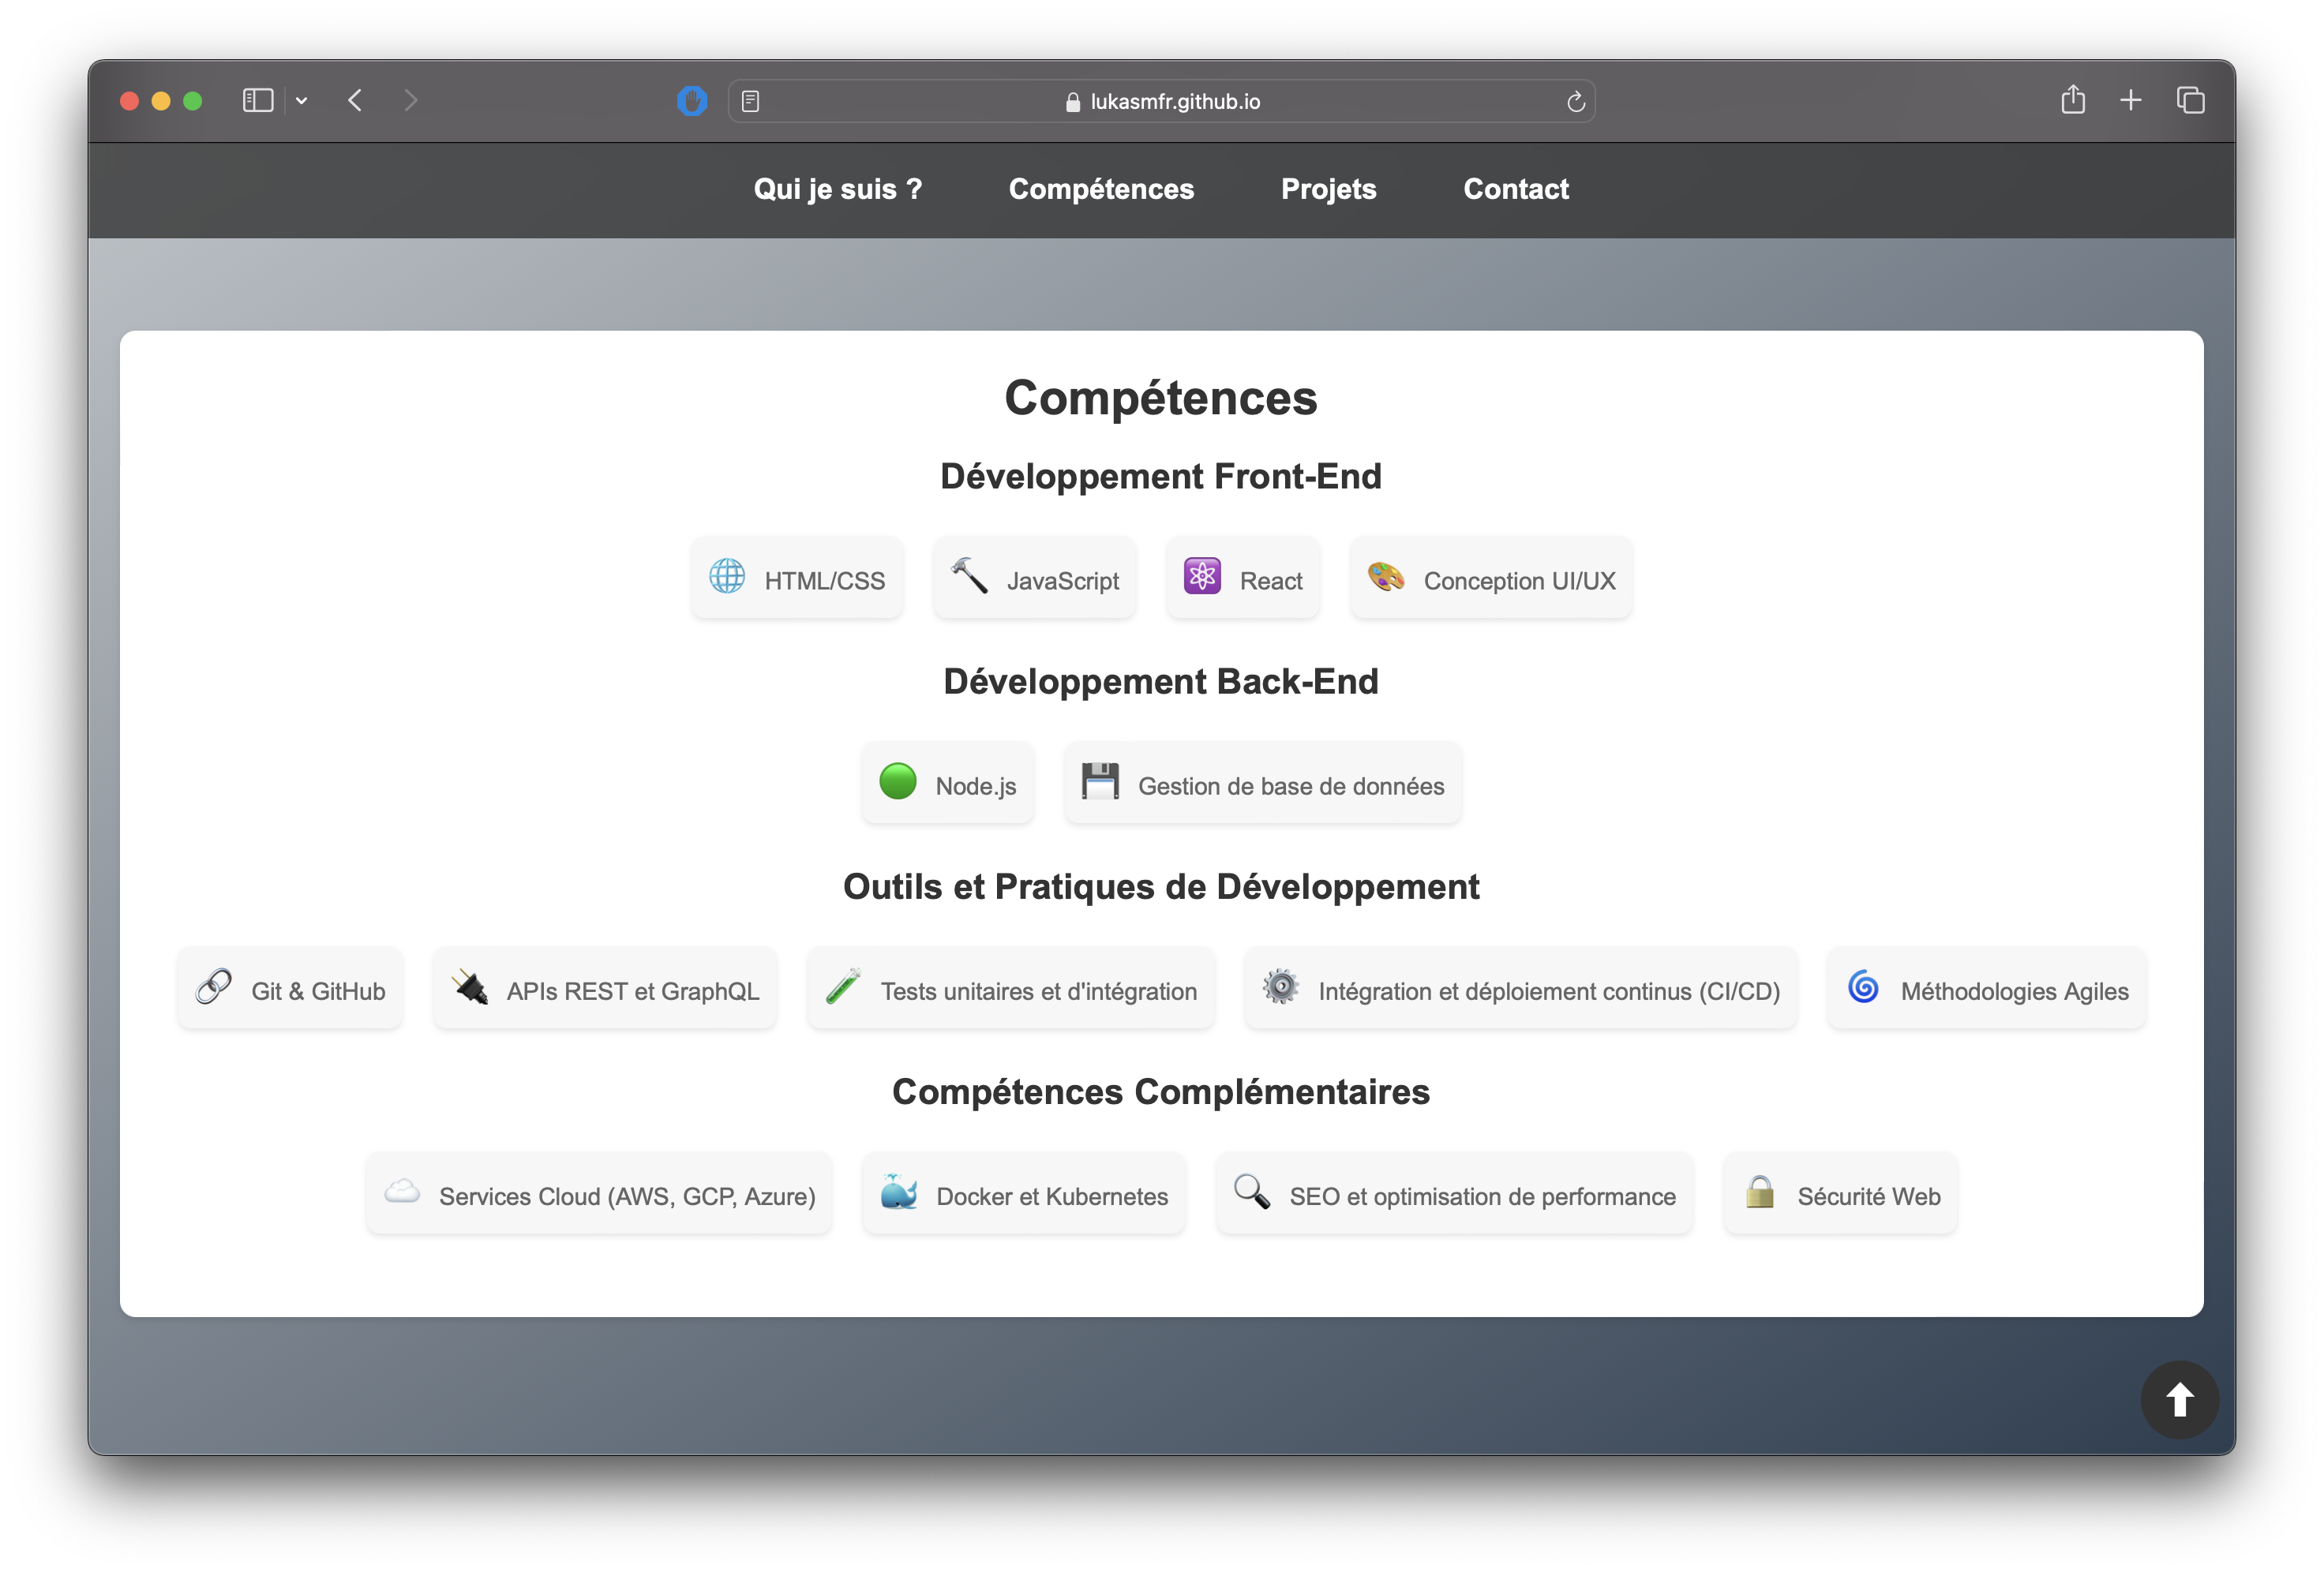 lukasmfr.github.io
Qui je suis ? Compétences Projets Contact
Compétences
Développement Front-End
HTML/CSS JavaScript React Conception UI/UX
Développement Back-End
Node.js Gestion de base de données
Outils et Pratiques de Développement
Git & GitHub APIs REST et GraphQL Tests unitaires et d'intégration Intégration et déploiement continus (CI/CD) Méthodologies Agiles
Compétences Complémentaires
Services Cloud (AWS, GCP, Azure) Docker et Kubernetes SEO et optimisation de performance Sécurité Web